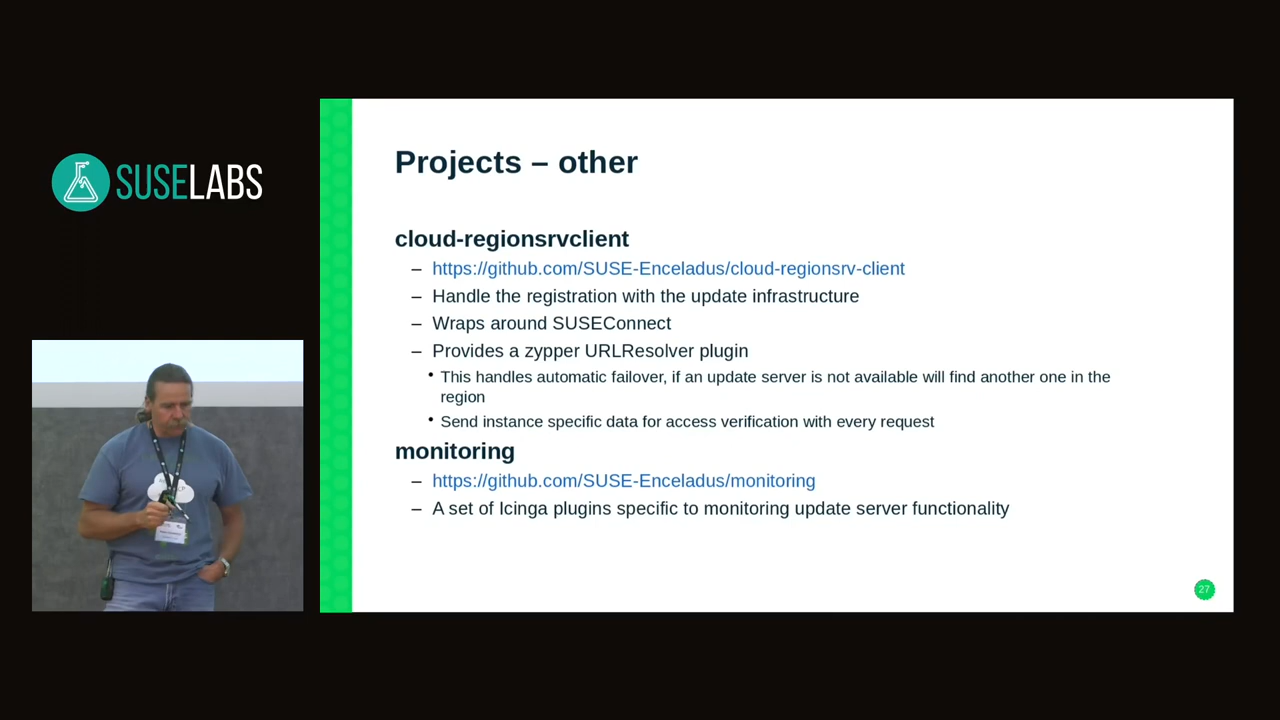 SUSELABS
Projects – other
cloud-regionsrvclient
– https://github.com/SUSE-Enceladus/cloud-regionsrv-client
– Handle the registration with the update infrastructure
– Wraps around SUSEConnect
– Provides a zypper URLResolver plugin
• This handles automatic failover, if an update server is not available will find another one in the
region
• Send instance specific data for access verification with every request
monitoring
– https://github.com/SUSE-Enceladus/monitoring
– A set of Icinga plugins specific to monitoring update server functionality
27